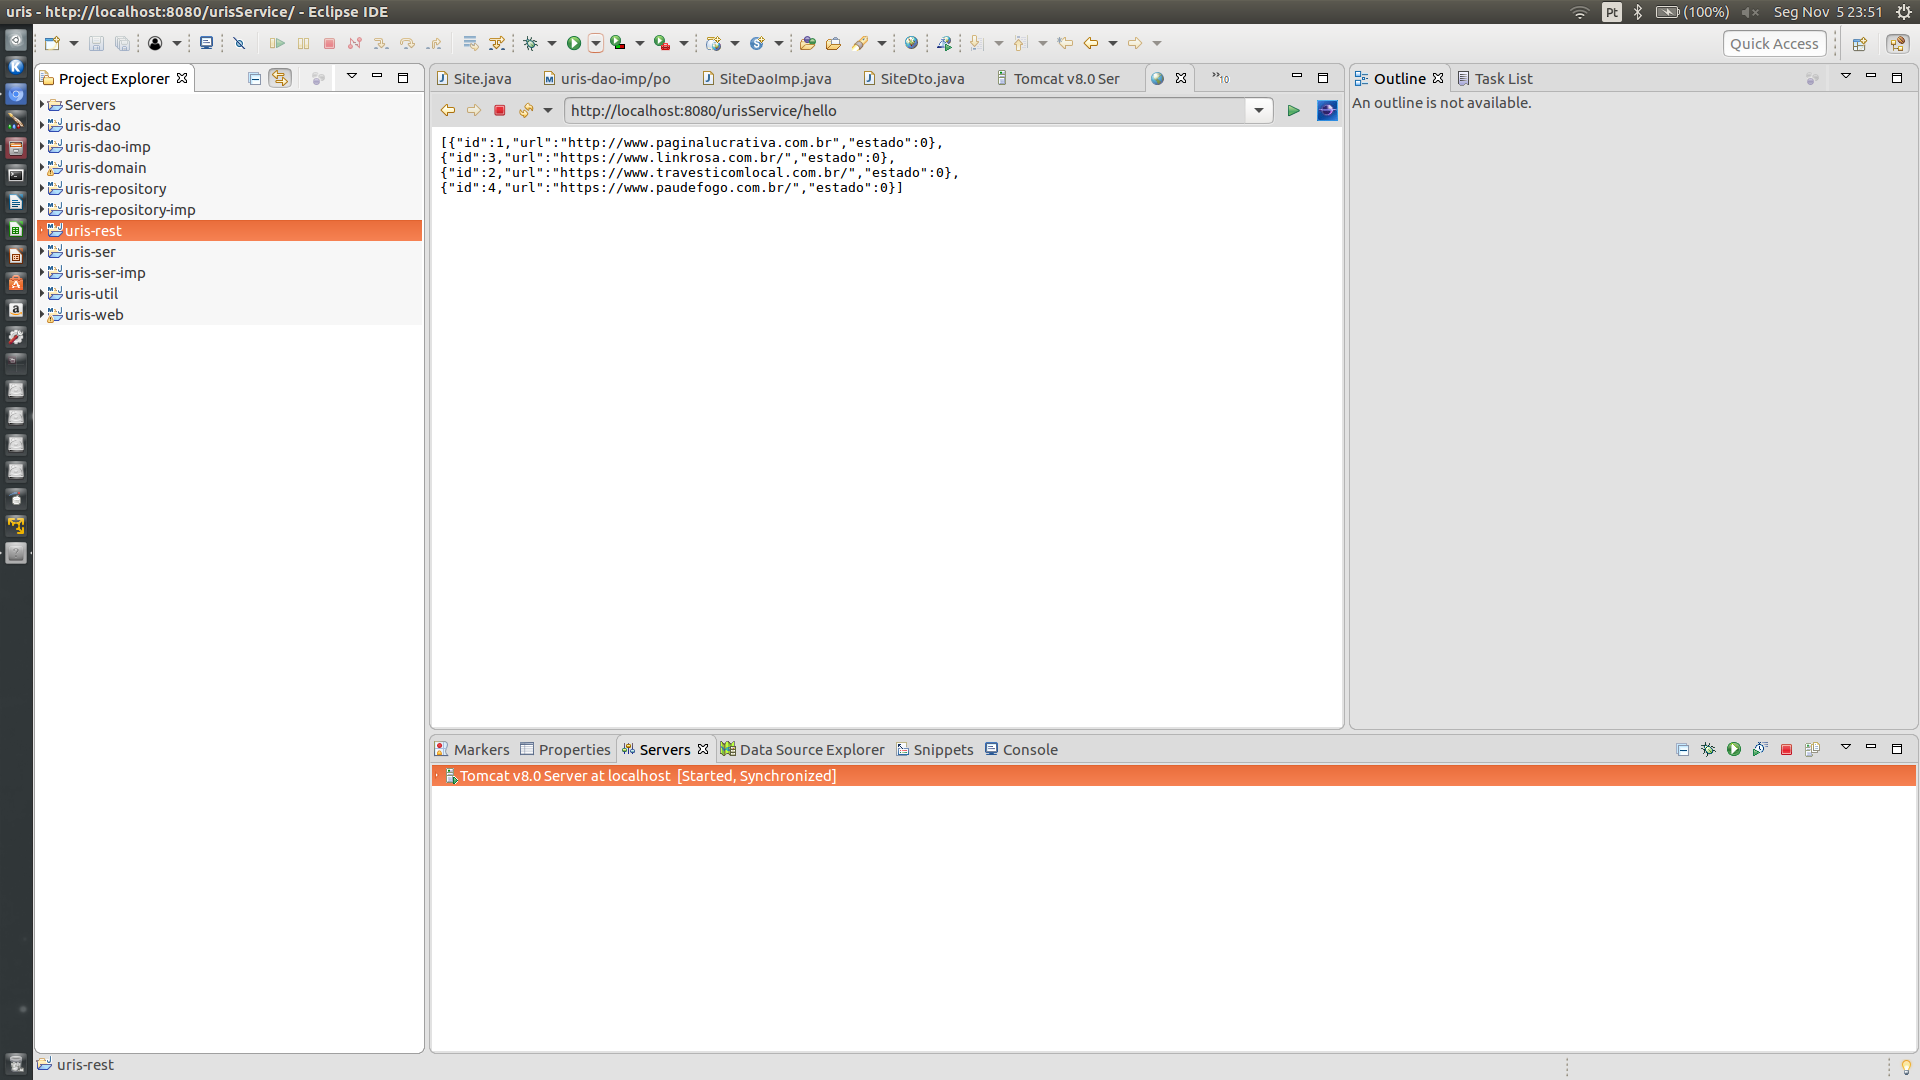 uris - http://localhost:8080/urisService/ - Eclipse IDE
Pt
(100%)
Seg Nov 5 23:51
Quick Access
Project Explorer
Servers
uris-dao
uris-dao-imp
uris-domain
uris-repository
uris-repository-imp
uris-rest
uris-ser
uris-ser-imp
uris-util
uris-web
Site.java
uris-dao-imp/po
SiteDaoImp.java
SiteDto.java
Tomcat v8.0 Ser
»10
http://localhost:8080/urisService/hello
[{"id":1,"url":"http://www.paginalucrativa.com.br","estado":0},
{"id":3,"url":"https://www.linkrosa.com.br/","estado":0},
{"id":2,"url":"https://www.travesticomlocal.com.br/","estado":0},
{"id":4,"url":"https://www.paudefogo.com.br/","estado":0}]
Outline
Task List
An outline is not available.
Markers
Properties
Servers
Data Source Explorer
Snippets
Console
Tomcat v8.0 Server at localhost [Started, Synchronized]
uris-rest